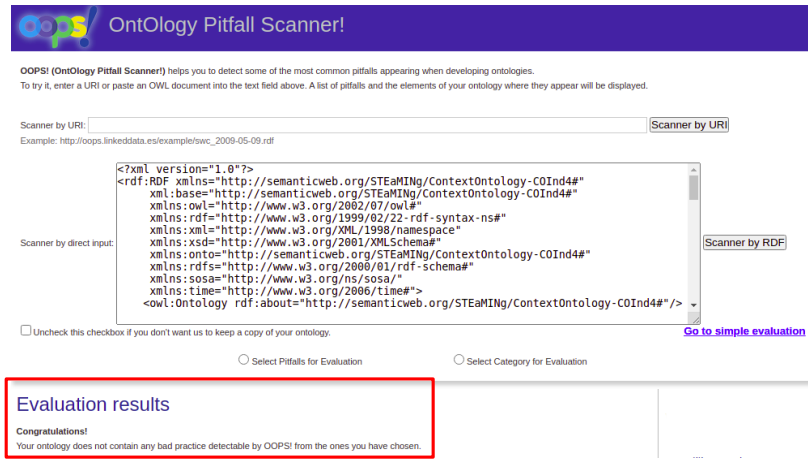 oops!
OntOlogy Pitfall Scanner!
OOPS! (OntOlogy Pitfall Scanner!) helps you to detect some of the most common pitfalls appearing when developing ontologies.
To try it, enter a URI or paste an OWL document into the text field above. A list of pitfalls and the elements of your ontology where they appear will be displayed.
Scanner by URI:
Scanner by URI
Example: http://oops.linkeddata.es/example/swc_2009-05-09.rdf
<?xml version="1.0"?>
<rdf:RDF xmlns="http://semanticweb.org/STEaMINg/ContextOntology-COInd4#"
xml:base="http://semanticweb.org/STEaMINg/ContextOntology-COInd4#"
xmlns:owl="http://www.w3.org/2002/07/owl#"
xmlns:rdf="http://www.w3.org/1999/02/22-rdf-syntax-ns#"
xmlns:xml="http://www.w3.org/XML/1998/namespace"
xmlns:xsd="http://www.w3.org/2001/XMLSchema#"
xmlns:onto="http://semanticweb.org/STEaMINg/ContextOntology-COInd4#"
xmlns:rdfs="http://www.w3.org/2000/01/rdf-schema#"
xmlns:sosa="http://www.w3.org/ns/sosa/"
xmlns:time="http://www.w3.org/2006/time#">
<owl:Ontology rdf:about="http://semanticweb.org/STEaMINg/ContextOntology-COInd4#"/>
Scanner by direct input:
Scanner by RDF
Uncheck this checkbox if you don't want us to keep a copy of your ontology.
Go to simple evaluation
Select Pitfalls for Evaluation
Select Category for Evaluation
Evaluation results
Congratulations!
Your ontology does not contain any bad practice detectable by OOPS! from the ones you have chosen.